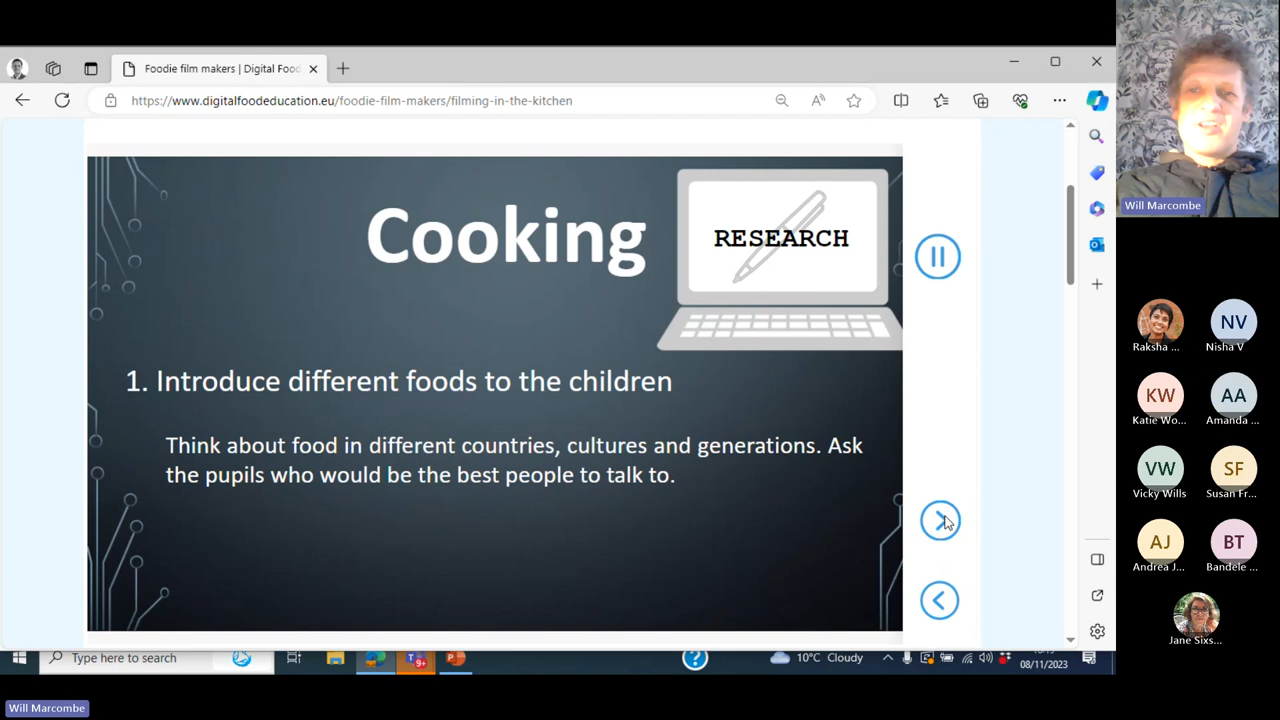 Foodie film makers | Digital Food
https://www.digitalfoodeducation.eu/foodie-film-makers/filming-in-the-kitchen
Cooking
RESEARCH
1. Introduce different foods to the children
Think about food in different countries, cultures and generations. Ask
the pupils who would be the best people to talk to.
Will Marcombe
Raksha ...
NV
Nisha V
KW
Katie Wo...
AA
Amanda ...
VW
Vicky Wills
SF
Susan Fr...
AJ
Andrea J...
BT
Bandele ...
Jane Sixs...
Type here to search
9+
10°C Cloudy
08/11/2023
Will Marcombe